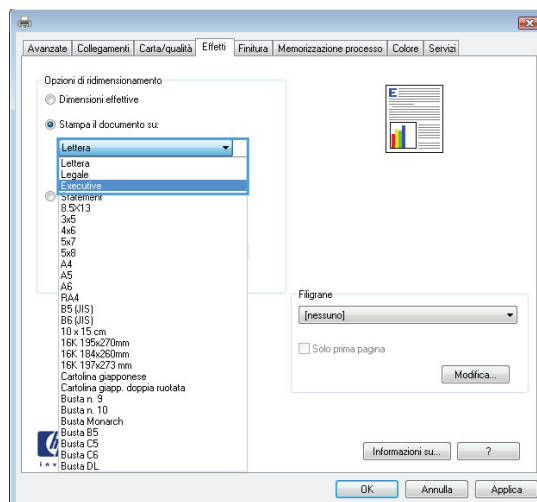 Avanzate Collegamenti Carta/qualità Effetti Finitura Memorizzazione processo Colore Servizi
Opzioni di ridimensionamento
Dimensioni effettive
Stampa il documento su:
Lettera
Lettera
Legale
Executive
Statement
8.5×13
3x5
4x6
5x7
5x8
A4
A5
A6
RA4
B5 (JIS)
B6 (JIS)
10 x 15 cm
16K 195x270mm
16K 184x260mm
16K 197x273 mm
Cartolina giapponese
Cartolina giapp. doppia ruotata
Busta n. 9
Busta n. 10
Busta Monarch
Busta B5
Busta C5
Busta C6
Busta DL
E
Filigrane
[nessuno]
Solo prima pagina
Modifica...
Informazioni su...
?
OK Annulla Applica